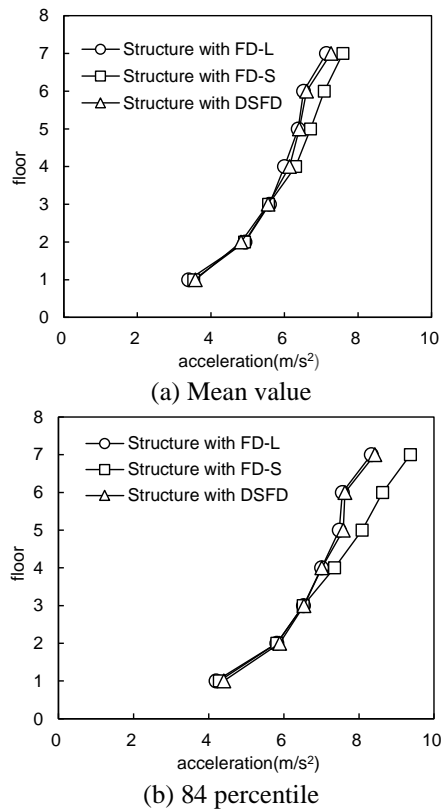 8
7
6
5
4
3
2
1
0
floor
Structure with FD-L
Structure with FD-S
Structure with DSFD
0 2 4 6 8 10
acceleration(m/s²)
(a) Mean value
8
7
6
5
4
3
2
1
0
floor
Structure with FD-L
Structure with FD-S
Structure with DSFD
0 2 4 6 8 10
acceleration(m/s²)
(b) 84 percentile